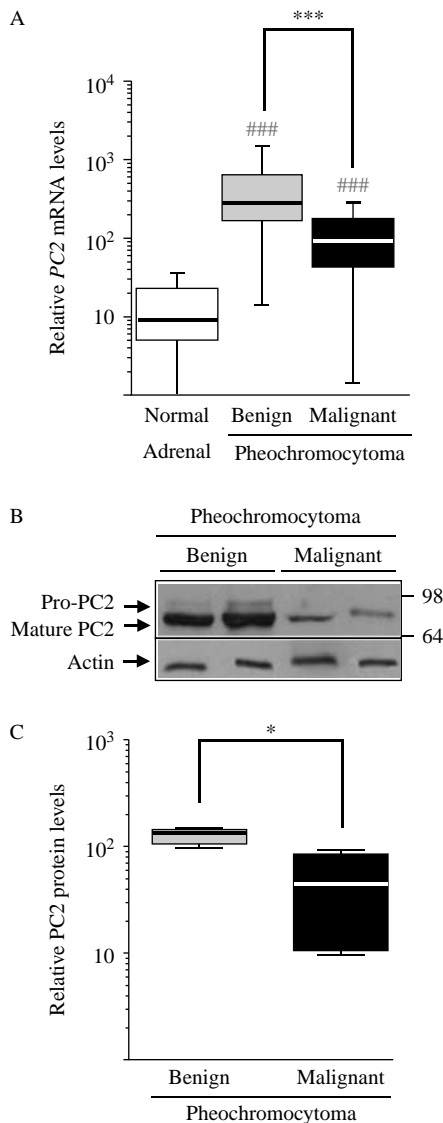 A
***
10^4
###
10^3
###
10^2
10
Relative PC2 mRNA levels
Normal Adrenal
Benign
Malignant
Pheochromocytoma
B
Pheochromocytoma
Benign
Malignant
Pro-PC2
98
Mature PC2
64
Actin
C
10^3
*
10^2
10
Relative PC2 protein levels
Benign
Malignant
Pheochromocytoma